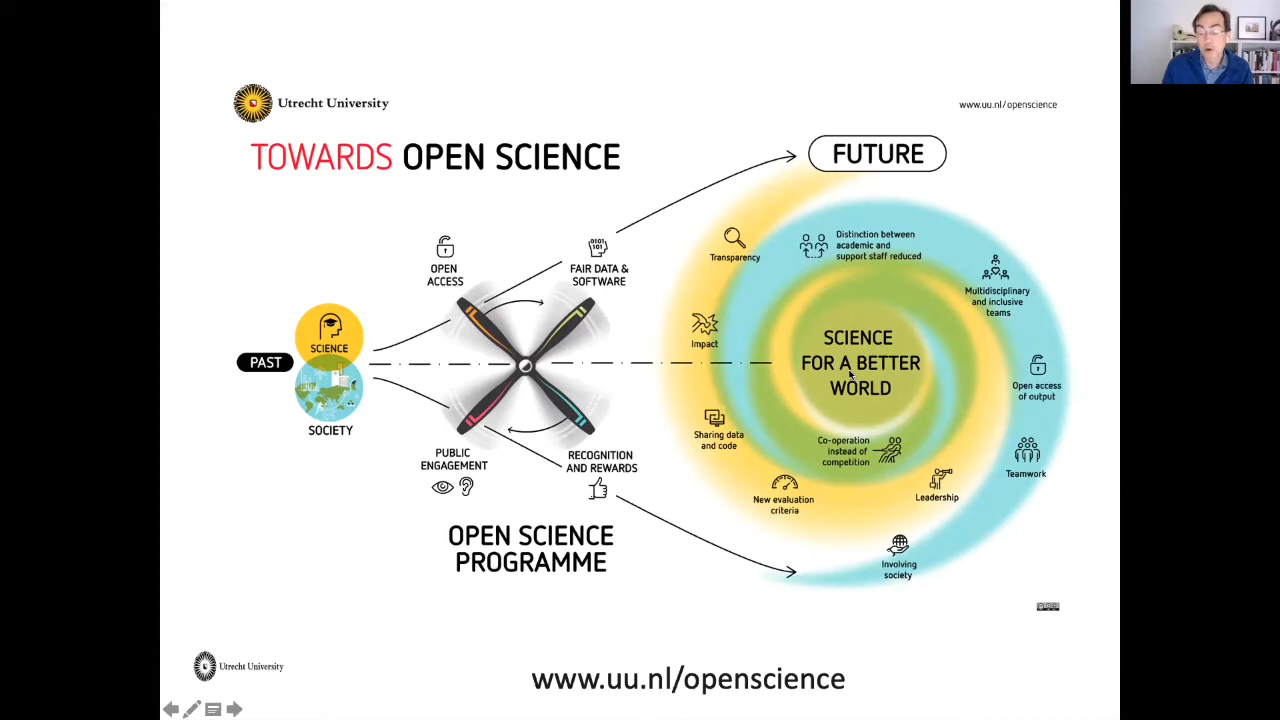 Utrecht University
www.uu.nl/openscience
TOWARDS OPEN SCIENCE
FUTURE
OPEN
ACCESS
FAIR DATA &
SOFTWARE
0101
101
PAST
SCIENCE
SOCIETY
PUBLIC
ENGAGEMENT
RECOGNITION
AND REWARDS
OPEN SCIENCE
PROGRAMME
Transparency
Distinction between
academic and
support staff reduced
Multidisciplinary
and inclusive
teams
Impact
SCIENCE
FOR A BETTER
WORLD
Open access
of output
Sharing data
and code
Co-operation
instead of
competition
Teamwork
New evaluation
criteria
Leadership
Involving
society
Utrecht University
www.uu.nl/openscience